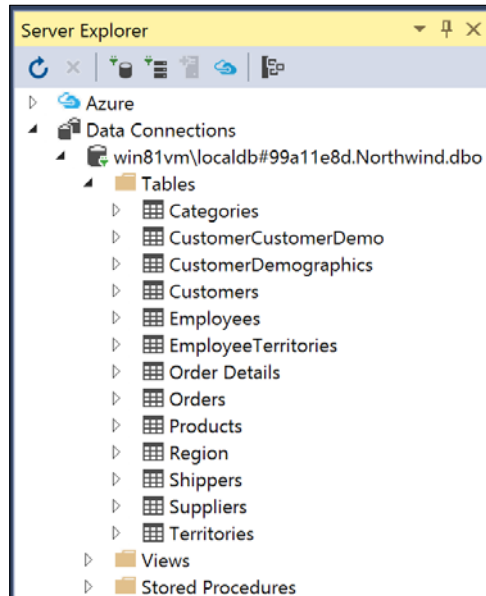 Server Explorer
Azure
Data Connections
win81vm\localdb#99a11e8d.Northwind.dbo
Tables
Categories
CustomerCustomerDemo
CustomerDemographics
Customers
Employees
EmployeeTerritories
Order Details
Orders
Products
Region
Shippers
Suppliers
Territories
Views
Stored Procedures